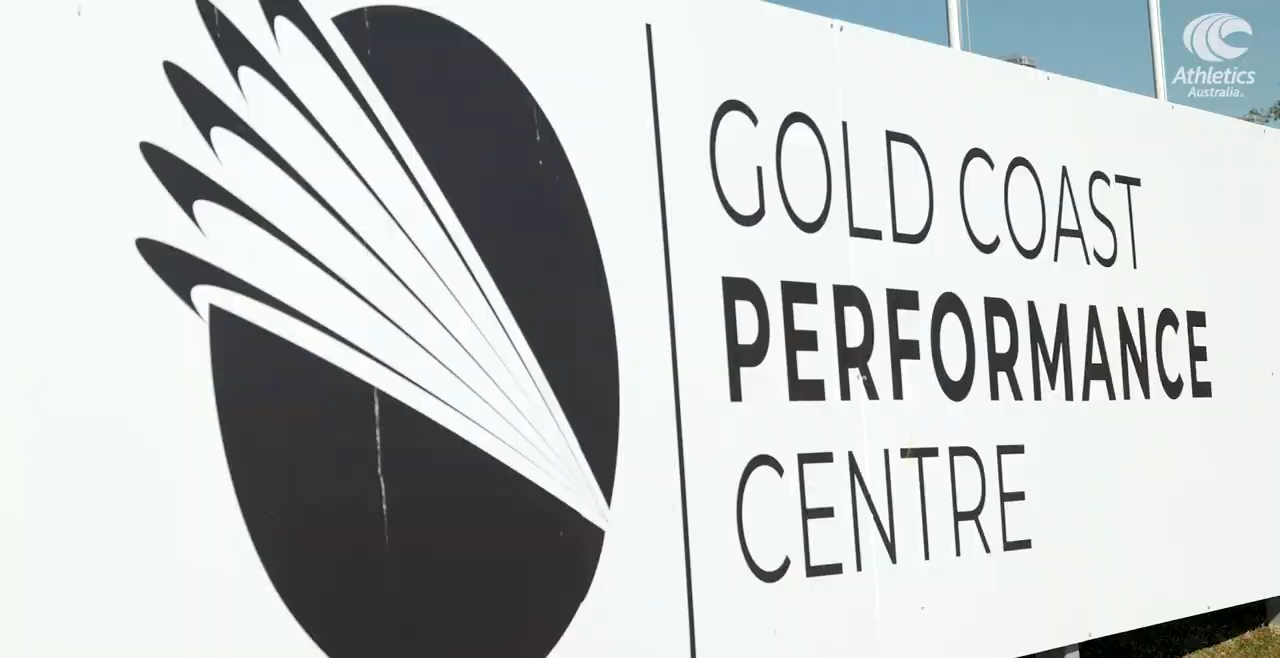 Athletics
Australia
GOLD COAST
PERFORMANCE
CENTRE